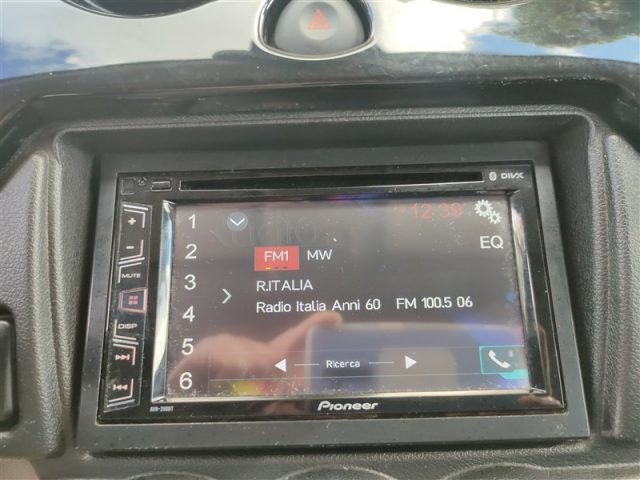 DIVX
12:39
+
1
−
2
FM1 MW
EQ
MUTE
3
R.ITALIA
4
Radio Italia Anni 60 FM 100.5 06
DISP
5
Ricerca
6
Pioneer